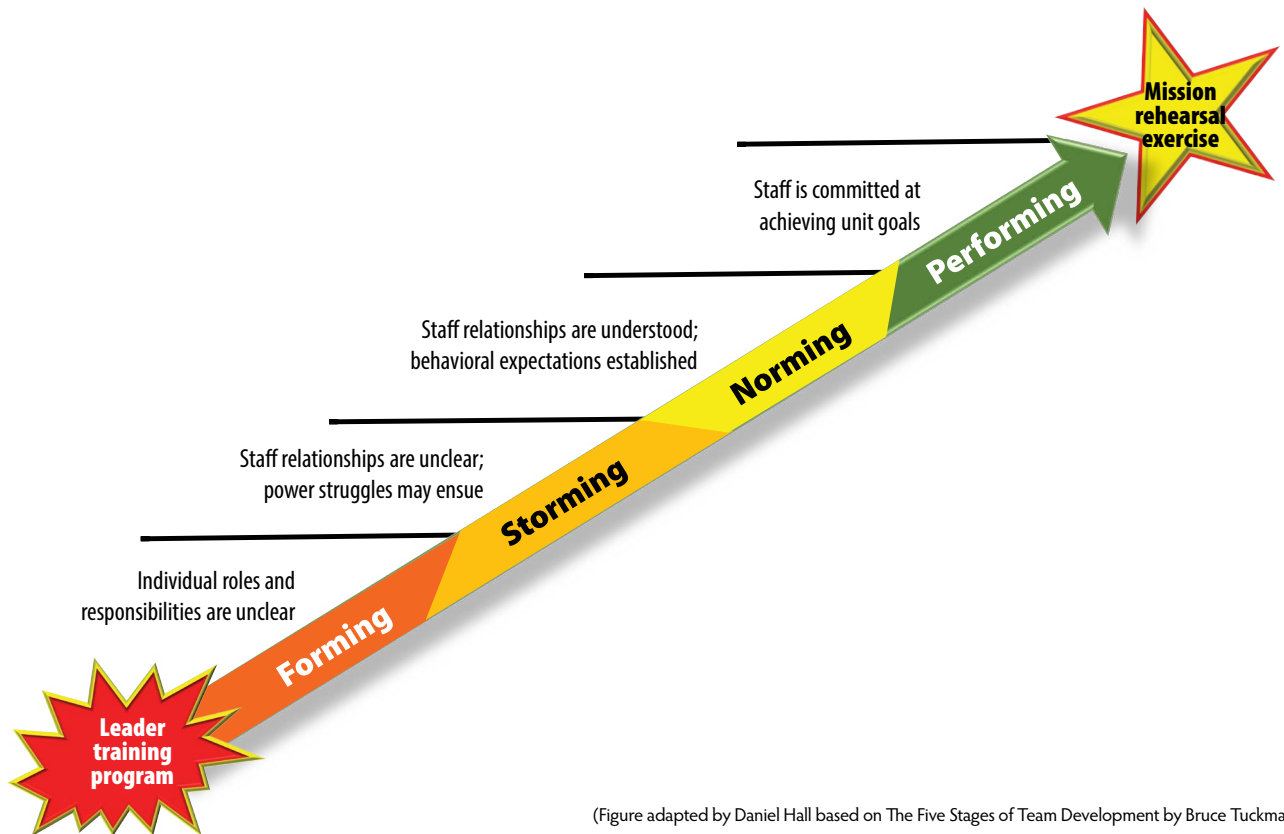 Mission
rehearsal
exercise
Staff is committed at
achieving unit goals
Performing
Staff relationships are understood;
behavioral expectations established
Norming
Staff relationships are unclear;
power struggles may ensue
Storming
Individual roles and
responsibilities are unclear
Forming
Leader
training
program
(Figure adapted by Daniel Hall based on The Five Stages of Team Development by Bruce Tuckma